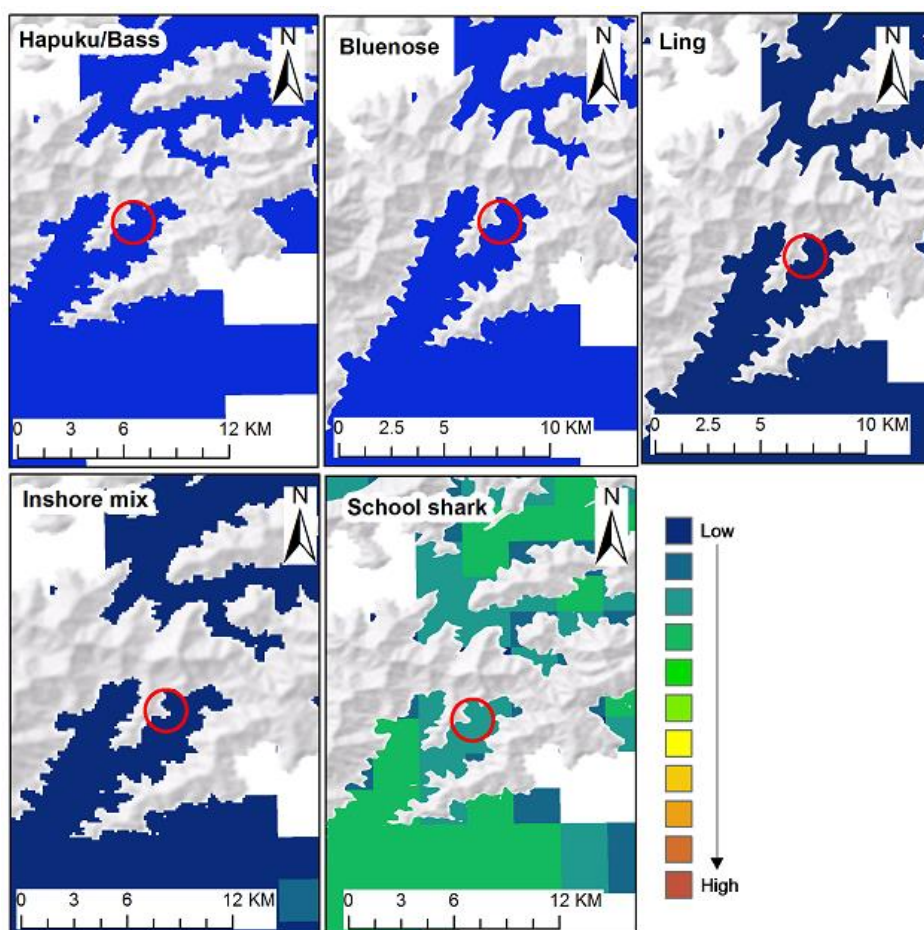 Hapuku/Bass
N
0 3 6 12 KM
Bluenose
N
0 2.5 5 10 KM
Ling
N
0 2.5 5 10 KM
Inshore mix
N
0 3 6 12 KM
School shark
N
0 3 6 12 KM
Low
High